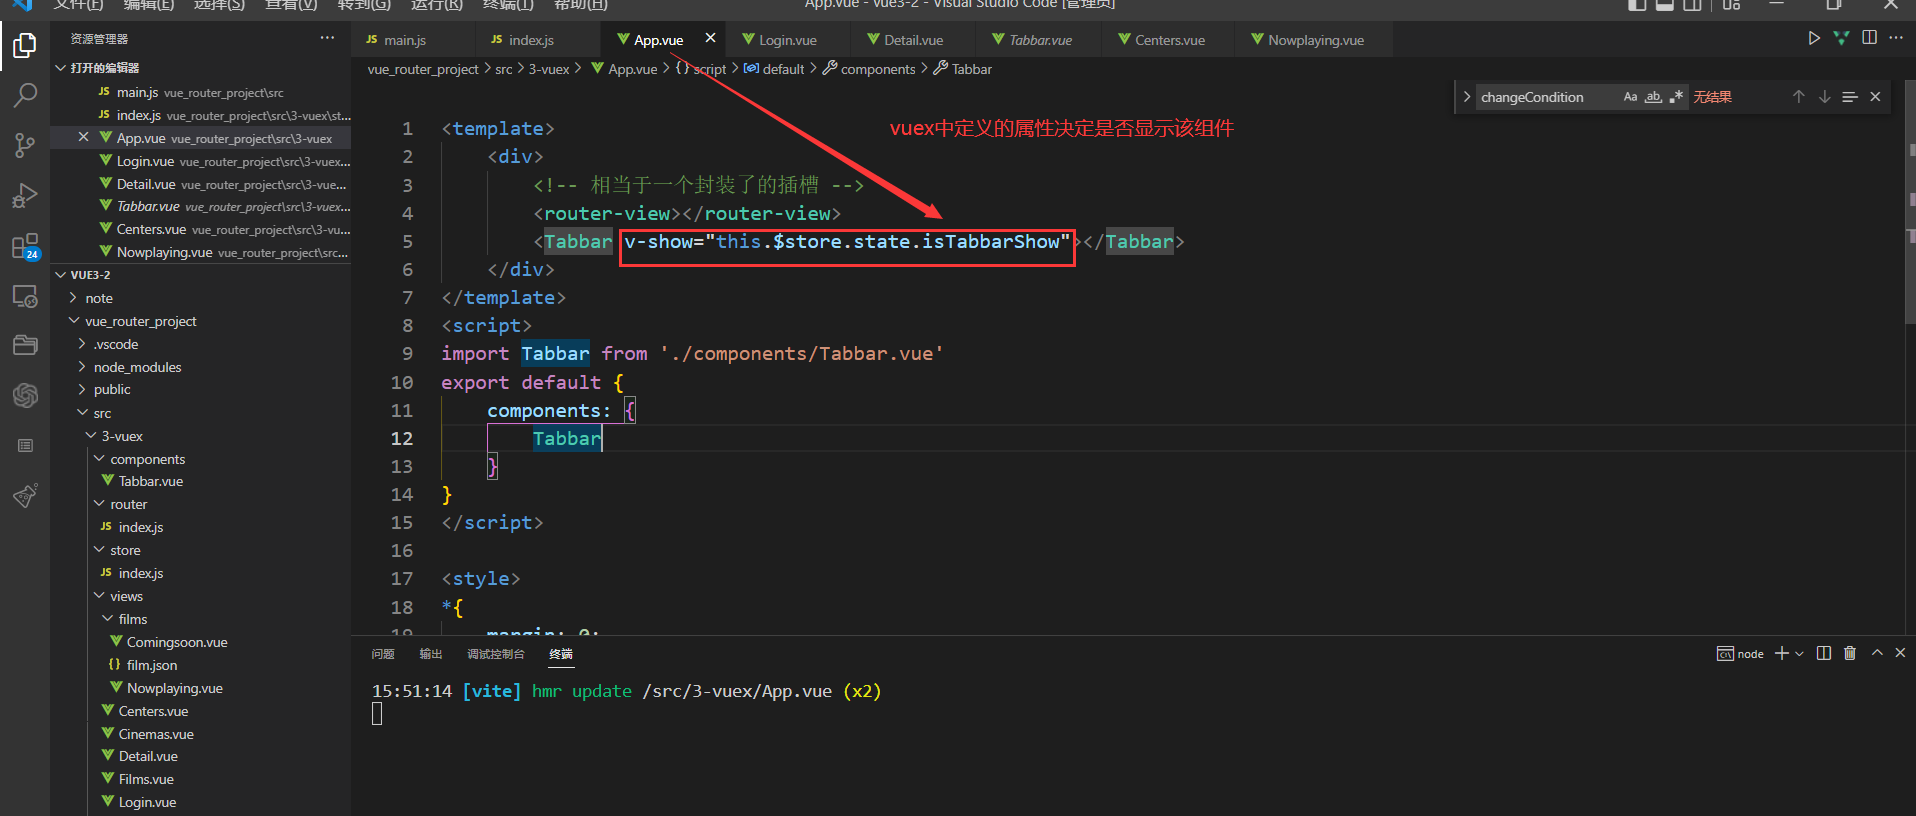 文件(F) 编辑(E) 选择(S) 查看(V) 转到(G) 运行(R) 终端(T) 帮助(H) App.vue - vue3-2 - Visual Studio Code [管理员]
资源管理器
打开的编辑器
JS main.js vue_router_project\src
JS index.js vue_router_project\src\3-vuex\st...
App.vue vue_router_project\src\3-vuex
Login.vue vue_router_project\src\3-vuex...
Detail.vue vue_router_project\src\3-vue...
Tabbar.vue vue_router_project\src\3-vuex...
Centers.vue vue_router_project\src\3-vu...
Nowplaying.vue vue_router_project\src...
24
VUE3-2
note
vue_router_project
.vscode
node_modules
public
src
3-vuex
components
Tabbar.vue
router
JS index.js
store
JS index.js
views
films
Comingsoon.vue
{} film.json
Nowplaying.vue
Centers.vue
Cinemas.vue
Detail.vue
Films.vue
Login.vue
JS main.js JS index.js App.vue Login.vue Detail.vue Tabbar.vue Centers.vue Nowplaying.vue
vue_router_project > src > 3-vuex > App.vue > {} script > default > components > Tabbar
changeCondition Aa ab .* 无结果
vuex中定义的属性决定是否显示该组件
1 <template>
2 <div>
3 <!-- 相当于一个封装了的插槽 -->
4 <router-view></router-view>
5 <Tabbar v-show="this.$store.state.isTabbarShow"></Tabbar>
6 </div>
7 </template>
8 <script>
9 import Tabbar from './components/Tabbar.vue'
10 export default {
11 components: {
12 Tabbar
13 }
14 }
15 </script>
16
17 <style>
18 *{
19 margin: 0;
问题 输出 调试控制台 终端
node
15:51:14 [vite] hmr update /src/3-vuex/App.vue (x2)